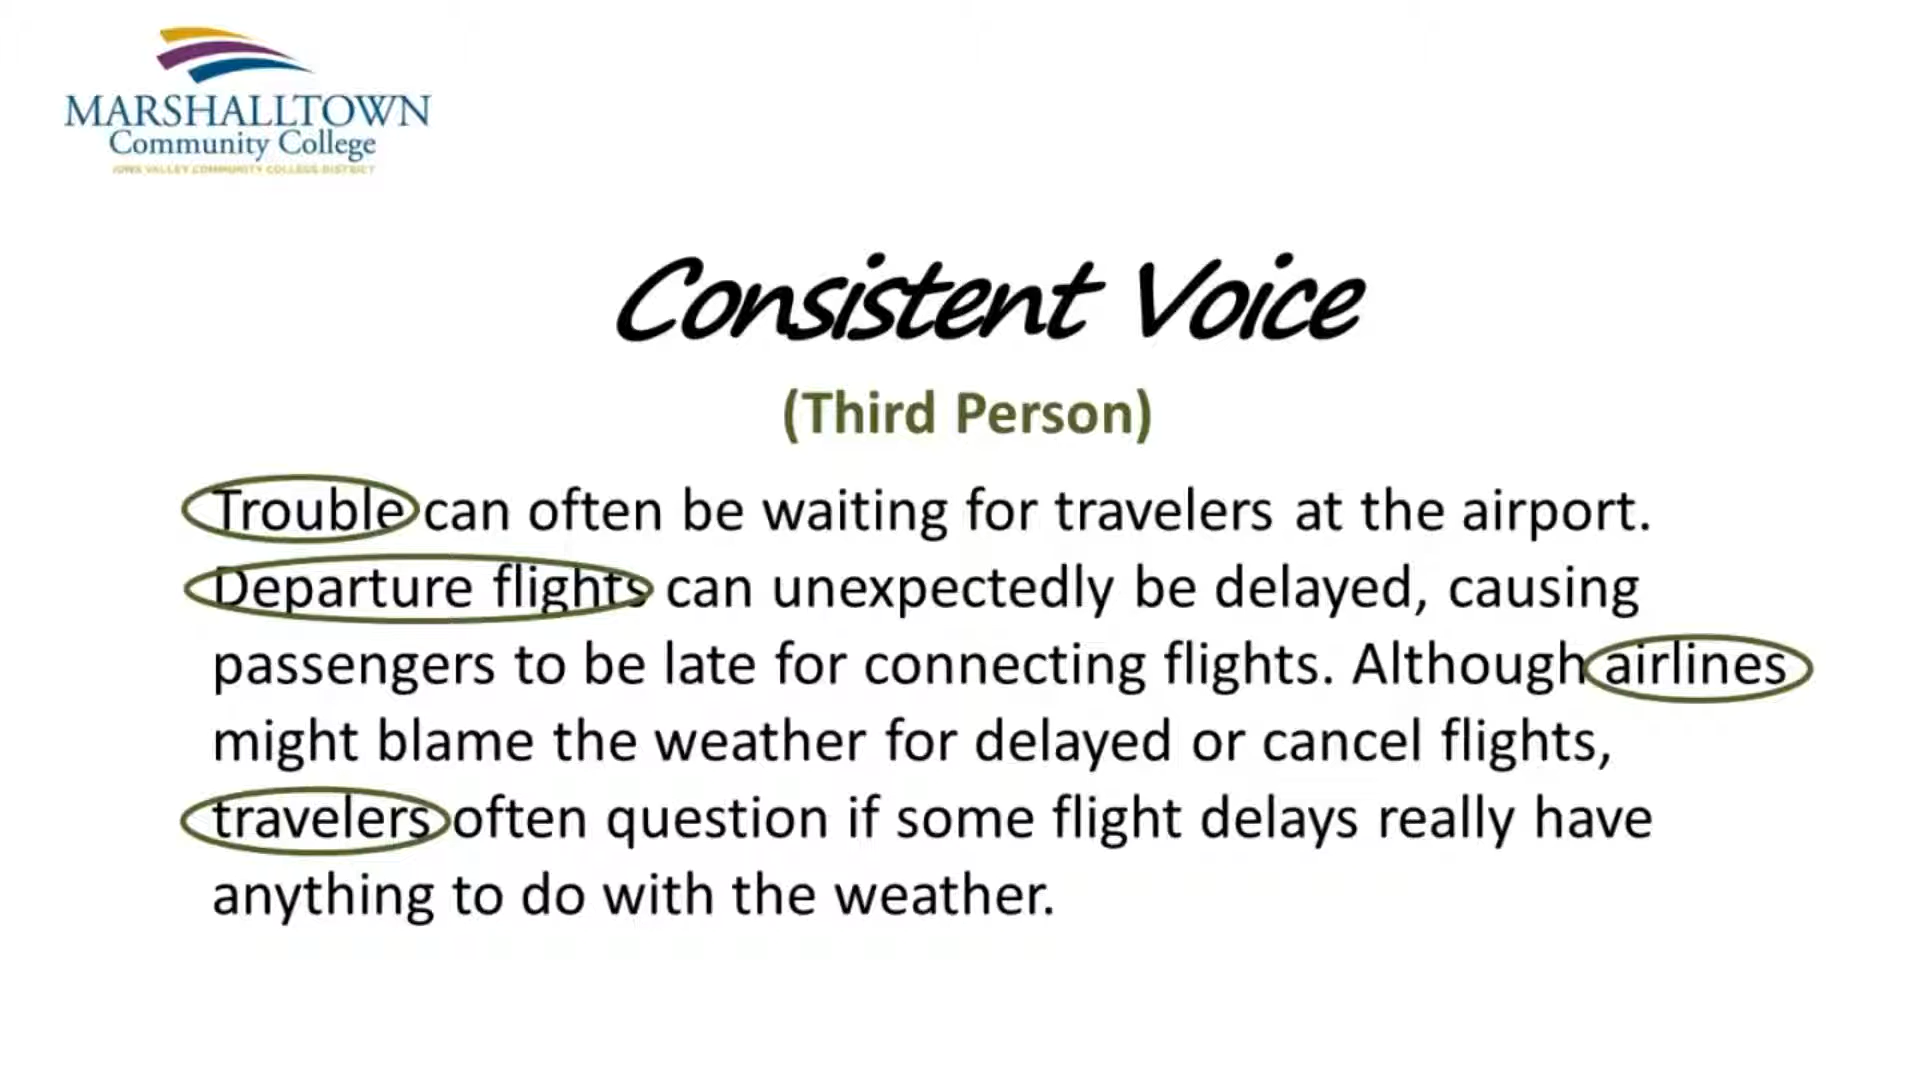 MARSHALLTOWN
Community College
IOWA VALLEY COMMUNITY COLLEGE DISTRICT
Consistent Voice
(Third Person)
Trouble can often be waiting for travelers at the airport.
Departure flights can unexpectedly be delayed, causing
passengers to be late for connecting flights. Although airlines
might blame the weather for delayed or cancel flights,
travelers often question if some flight delays really have
anything to do with the weather.